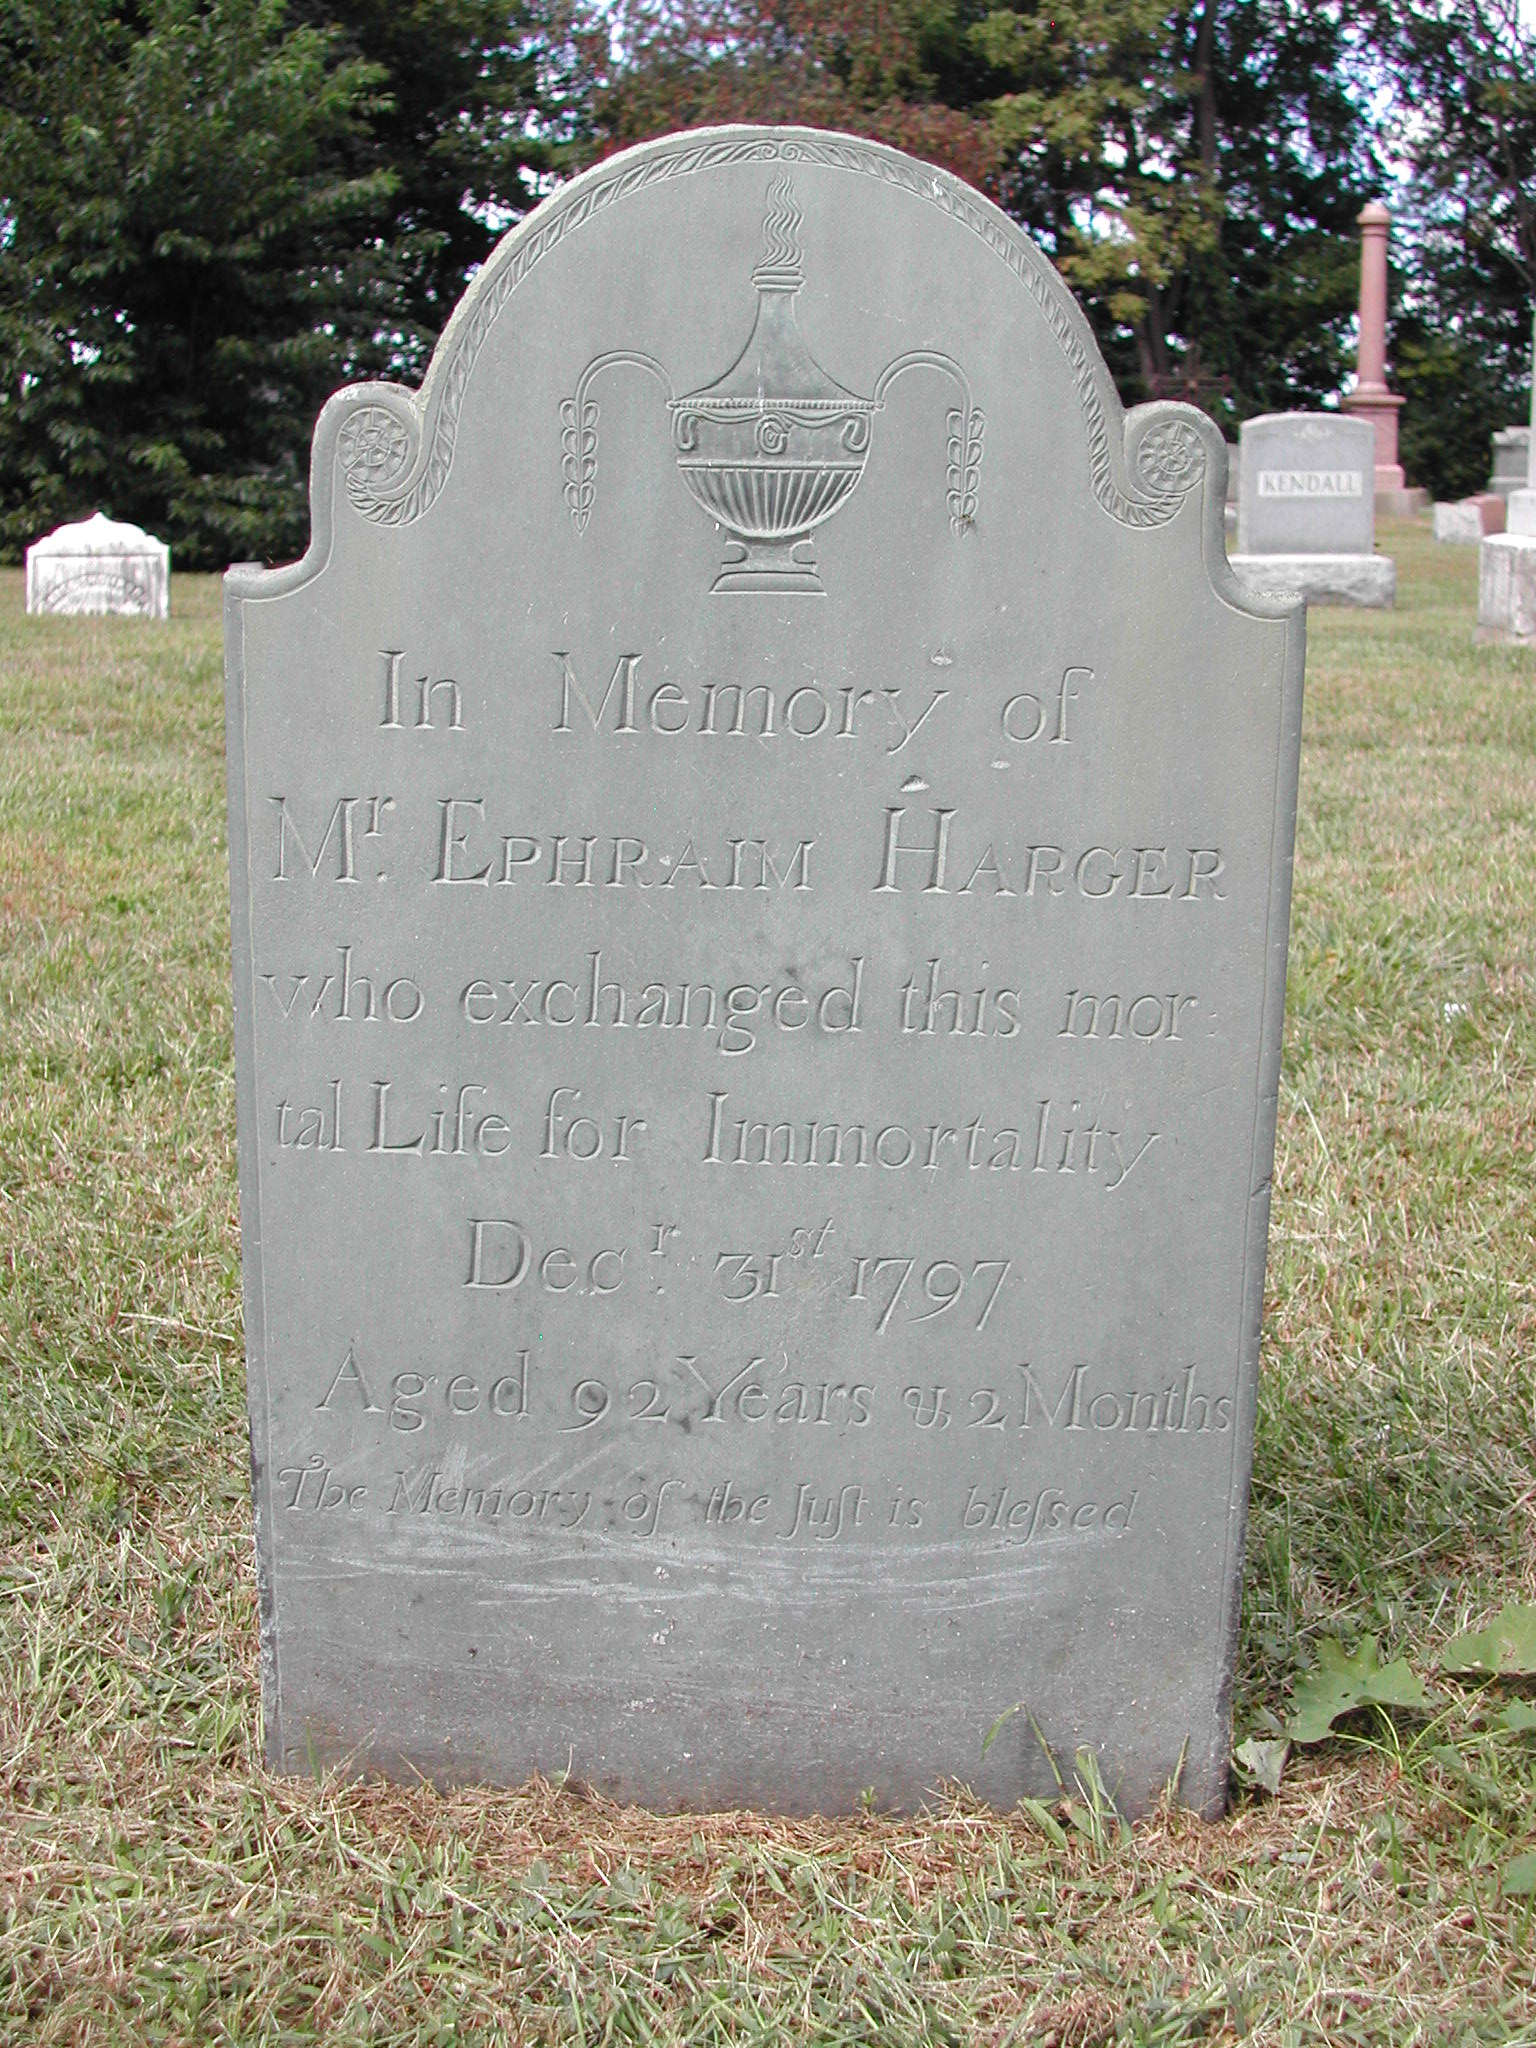 In Memory of
Mr. EPHRAIM HARGER
who exchanged this mor:
tal Life for Immortality
Decr. 31st 1797
Aged 92 Years & 2 Months
The Memory of the Juſt is bleſsed
KENDALL